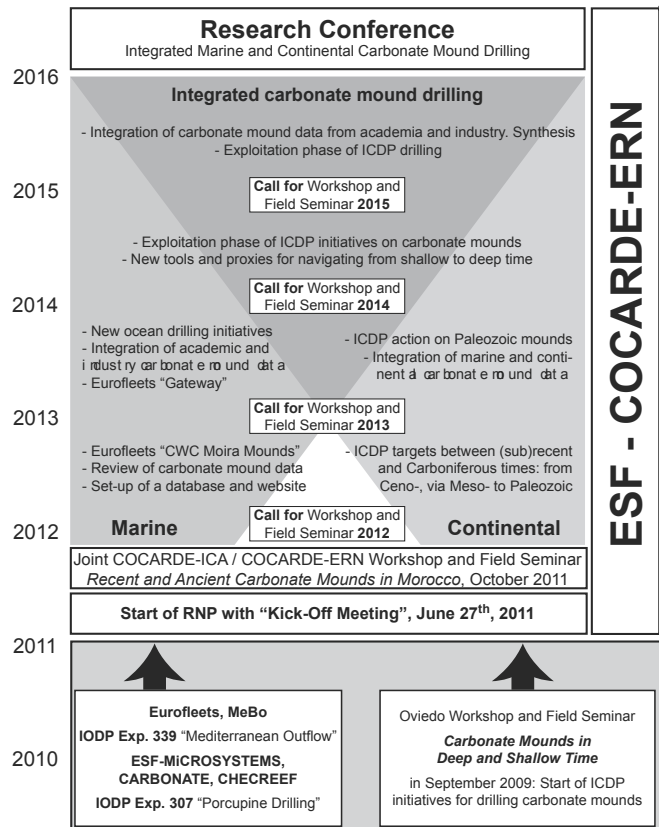 Research Conference
Integrated Marine and Continental Carbonate Mound Drilling
2016
Integrated carbonate mound drilling
- Integration of carbonate mound data from academia and industry. Synthesis
- Exploitation phase of ICDP drilling
2015
Call for Workshop and
Field Seminar 2015
- Exploitation phase of ICDP initiatives on carbonate mounds
- New tools and proxies for navigating from shallow to deep time
2014
Call for Workshop and
Field Seminar 2014
- New ocean drilling initiatives
- Integration of academic and
industry carbonate mound data
- Eurofleets “Gateway”
- ICDP action on Paleozoic mounds
- Integration of marine and conti-
nental carbonate mound data
2013
Call for Workshop and
Field Seminar 2013
- Eurofleets “CWC Moira Mounds”
- Review of carbonate mound data
- Set-up of a database and website
- ICDP targets between (sub)recent
and Carboniferous times: from
Ceno-, via Meso- to Paleozoic
2012
Marine
Call for Workshop and
Field Seminar 2012
Continental
Joint COCARDE-ICA / COCARDE-ERN Workshop and Field Seminar
Recent and Ancient Carbonate Mounds in Morocco, October 2011
Start of RNP with “Kick-Off Meeting”, June 27th, 2011
ESF - COCARDE-ERN
2011
2010
Eurofleets, MeBo
IODP Exp. 339 “Mediterranean Outflow”
ESF-MiCROSYSTEMS,
CARBONATE, CHECREEF
IODP Exp. 307 “Porcupine Drilling”
Oviedo Workshop and Field Seminar
Carbonate Mounds in
Deep and Shallow Time
in September 2009: Start of ICDP
initiatives for drilling carbonate mounds